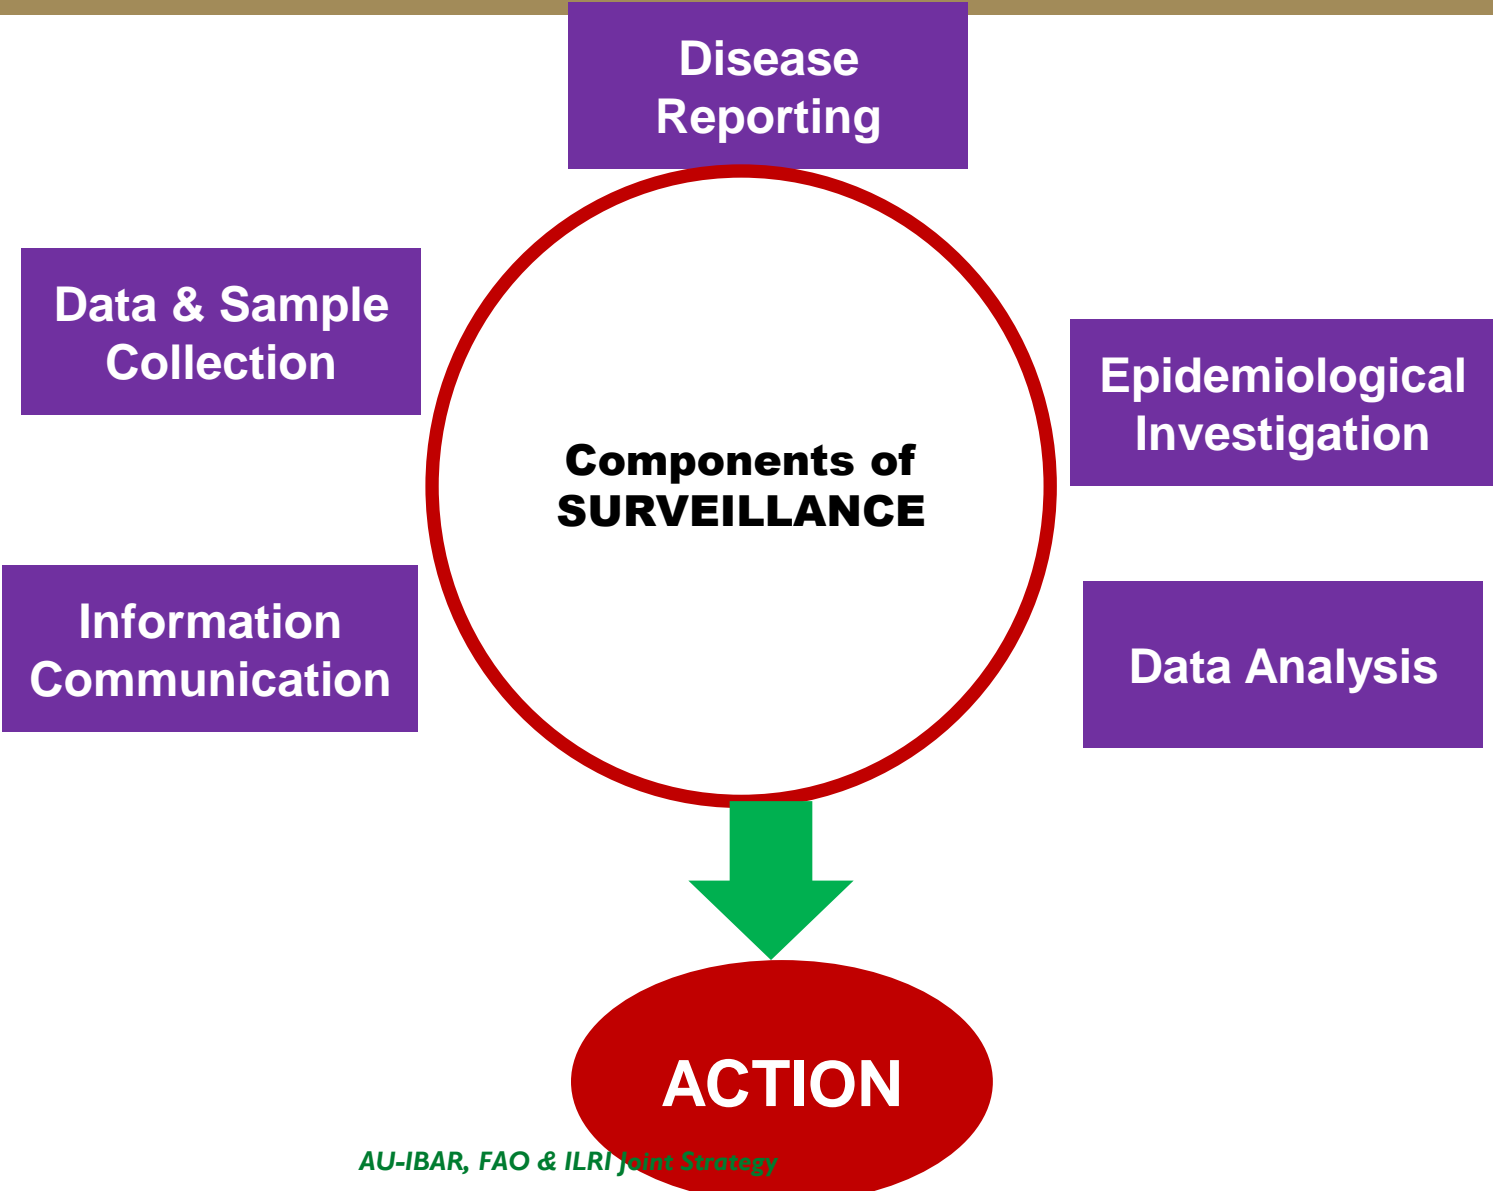 Disease
Reporting
Data & Sample
Collection
Epidemiological
Investigation
Components of
SURVEILLANCE
Information
Communication
Data Analysis
ACTION
AU-IBAR, FAO & ILRI Joint Strategy